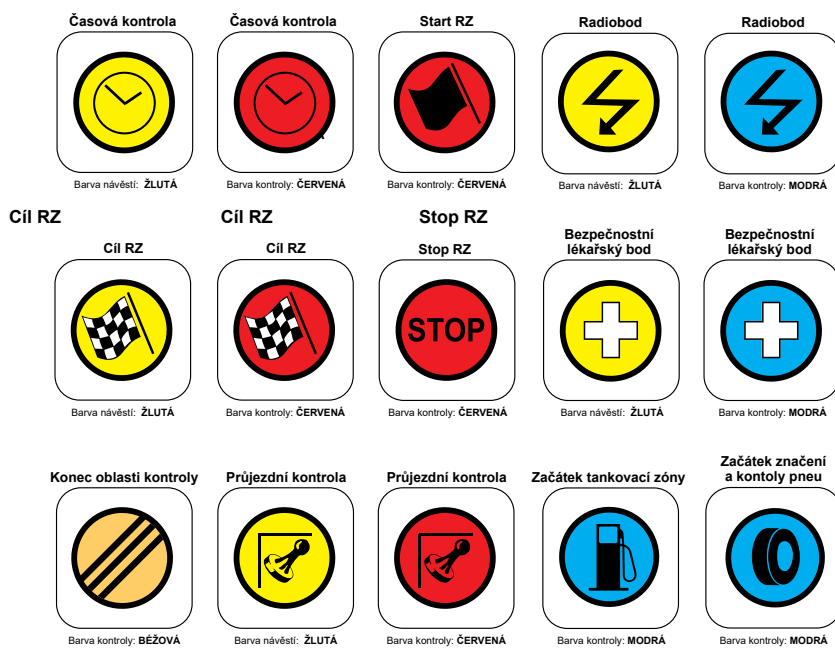 Časová kontrola
Časová kontrola
Start RZ
Radiobod
Radiobod
Barva návěstí: ŽLUTÁ
Barva kontroly: ČERVENÁ
Barva kontroly: ČERVENÁ
Barva návěstí: ŽLUTÁ
Barva kontroly: MODRÁ
Cíl RZ
Cíl RZ
Stop RZ
Cíl RZ
Cíl RZ
Stop RZ
Bezpečnostní
lékařský bod
Bezpečnostní
lékařský bod
STOP
Barva návěstí: ŽLUTÁ
Barva kontroly: ČERVENÁ
Barva kontroly: ČERVENÁ
Barva návěstí: ŽLUTÁ
Barva kontroly: MODRÁ
Konec oblasti kontroly
Průjezdní kontrola
Průjezdní kontrola
Začátek tankovací zóny
Začátek značení
a kontoly pneu
Barva kontroly: BÉŽOVÁ
Barva návěstí: ŽLUTÁ
Barva kontroly: ČERVENÁ
Barva kontroly: MODRÁ
Barva kontroly: MODRÁ